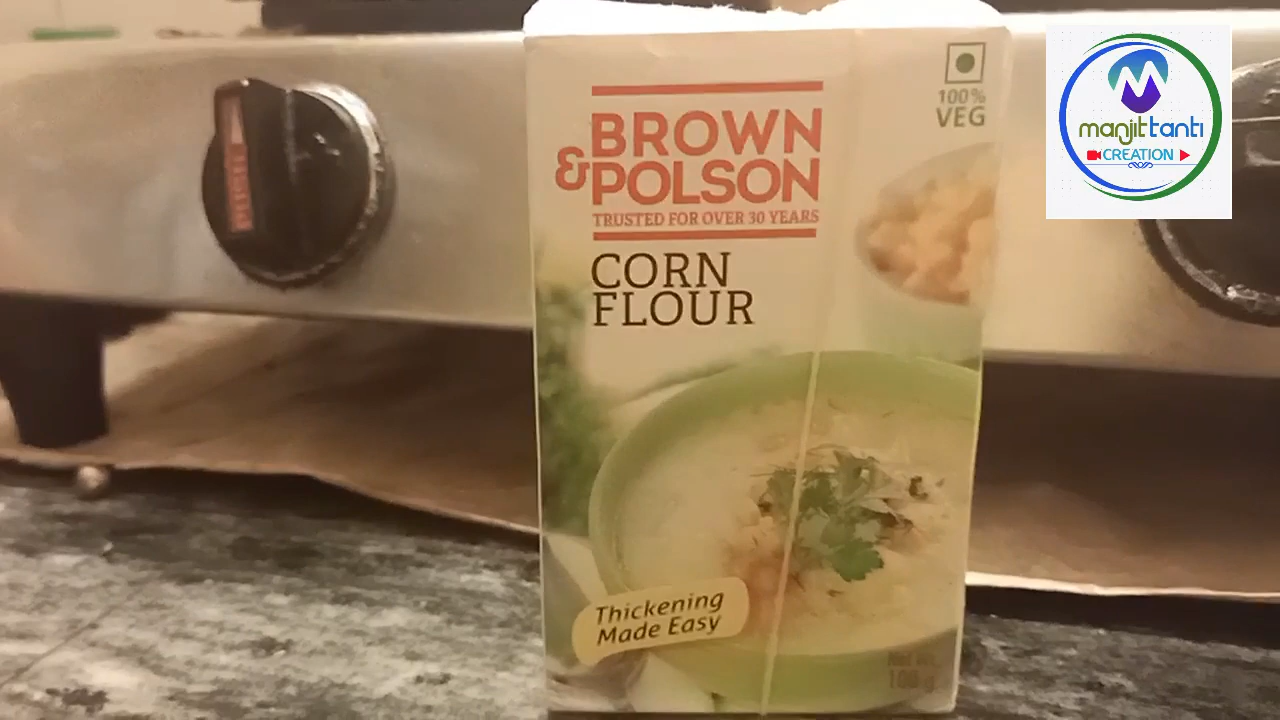 BROWN
&POLSON
TRUSTED FOR OVER 30 YEARS
CORN
FLOUR
100%
VEG
Thickening
Made Easy
manjittanti
CREATION